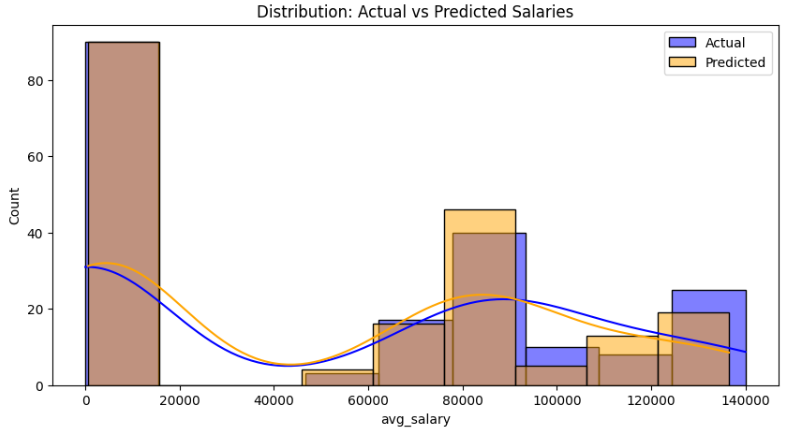 Distribution: Actual vs Predicted Salaries
Actual
Predicted
Count
80
60
40
20
0
0 20000 40000 60000 80000 100000 120000 140000
avg_salary